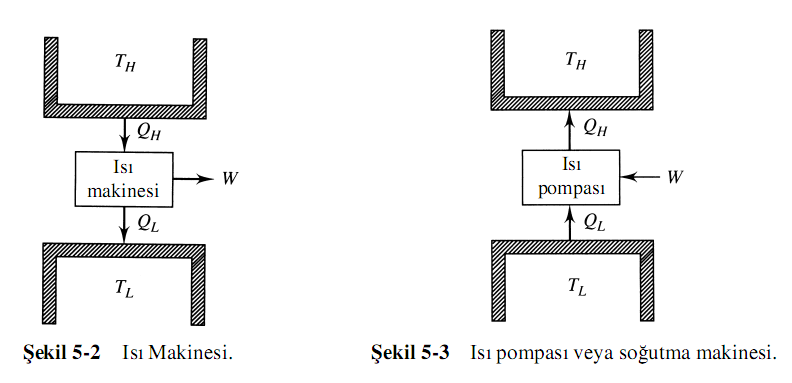 T_H
Q_H
Isı
makinesi
W
Q_L
T_L
Şekil 5-2 Isı Makinesi.
T_H
Q_H
Isı
pompası
W
Q_L
T_L
Şekil 5-3 Isı pompası veya soğutma makinesi.